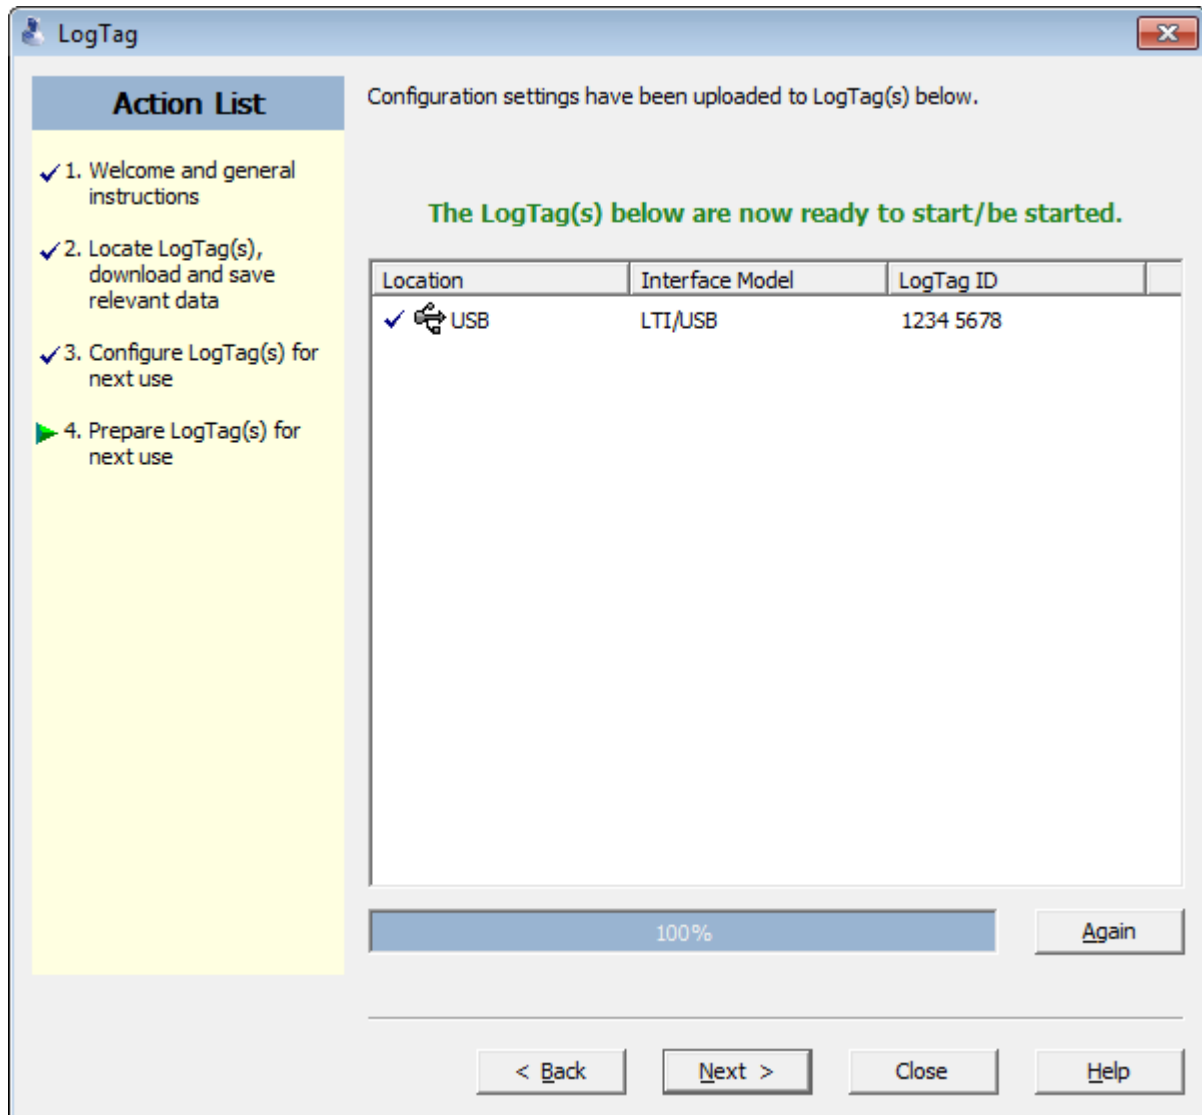 LogTag
Action List
1. Welcome and general
instructions
2. Locate LogTag(s),
download and save
relevant data
3. Configure LogTag(s) for
next use
4. Prepare LogTag(s) for
next use
Configuration settings have been uploaded to LogTag(s) below.
The LogTag(s) below are now ready to start/be started.
Location Interface Model LogTag ID
USB LTI/USB 1234 5678
100% Again
< Back Next > Close Help